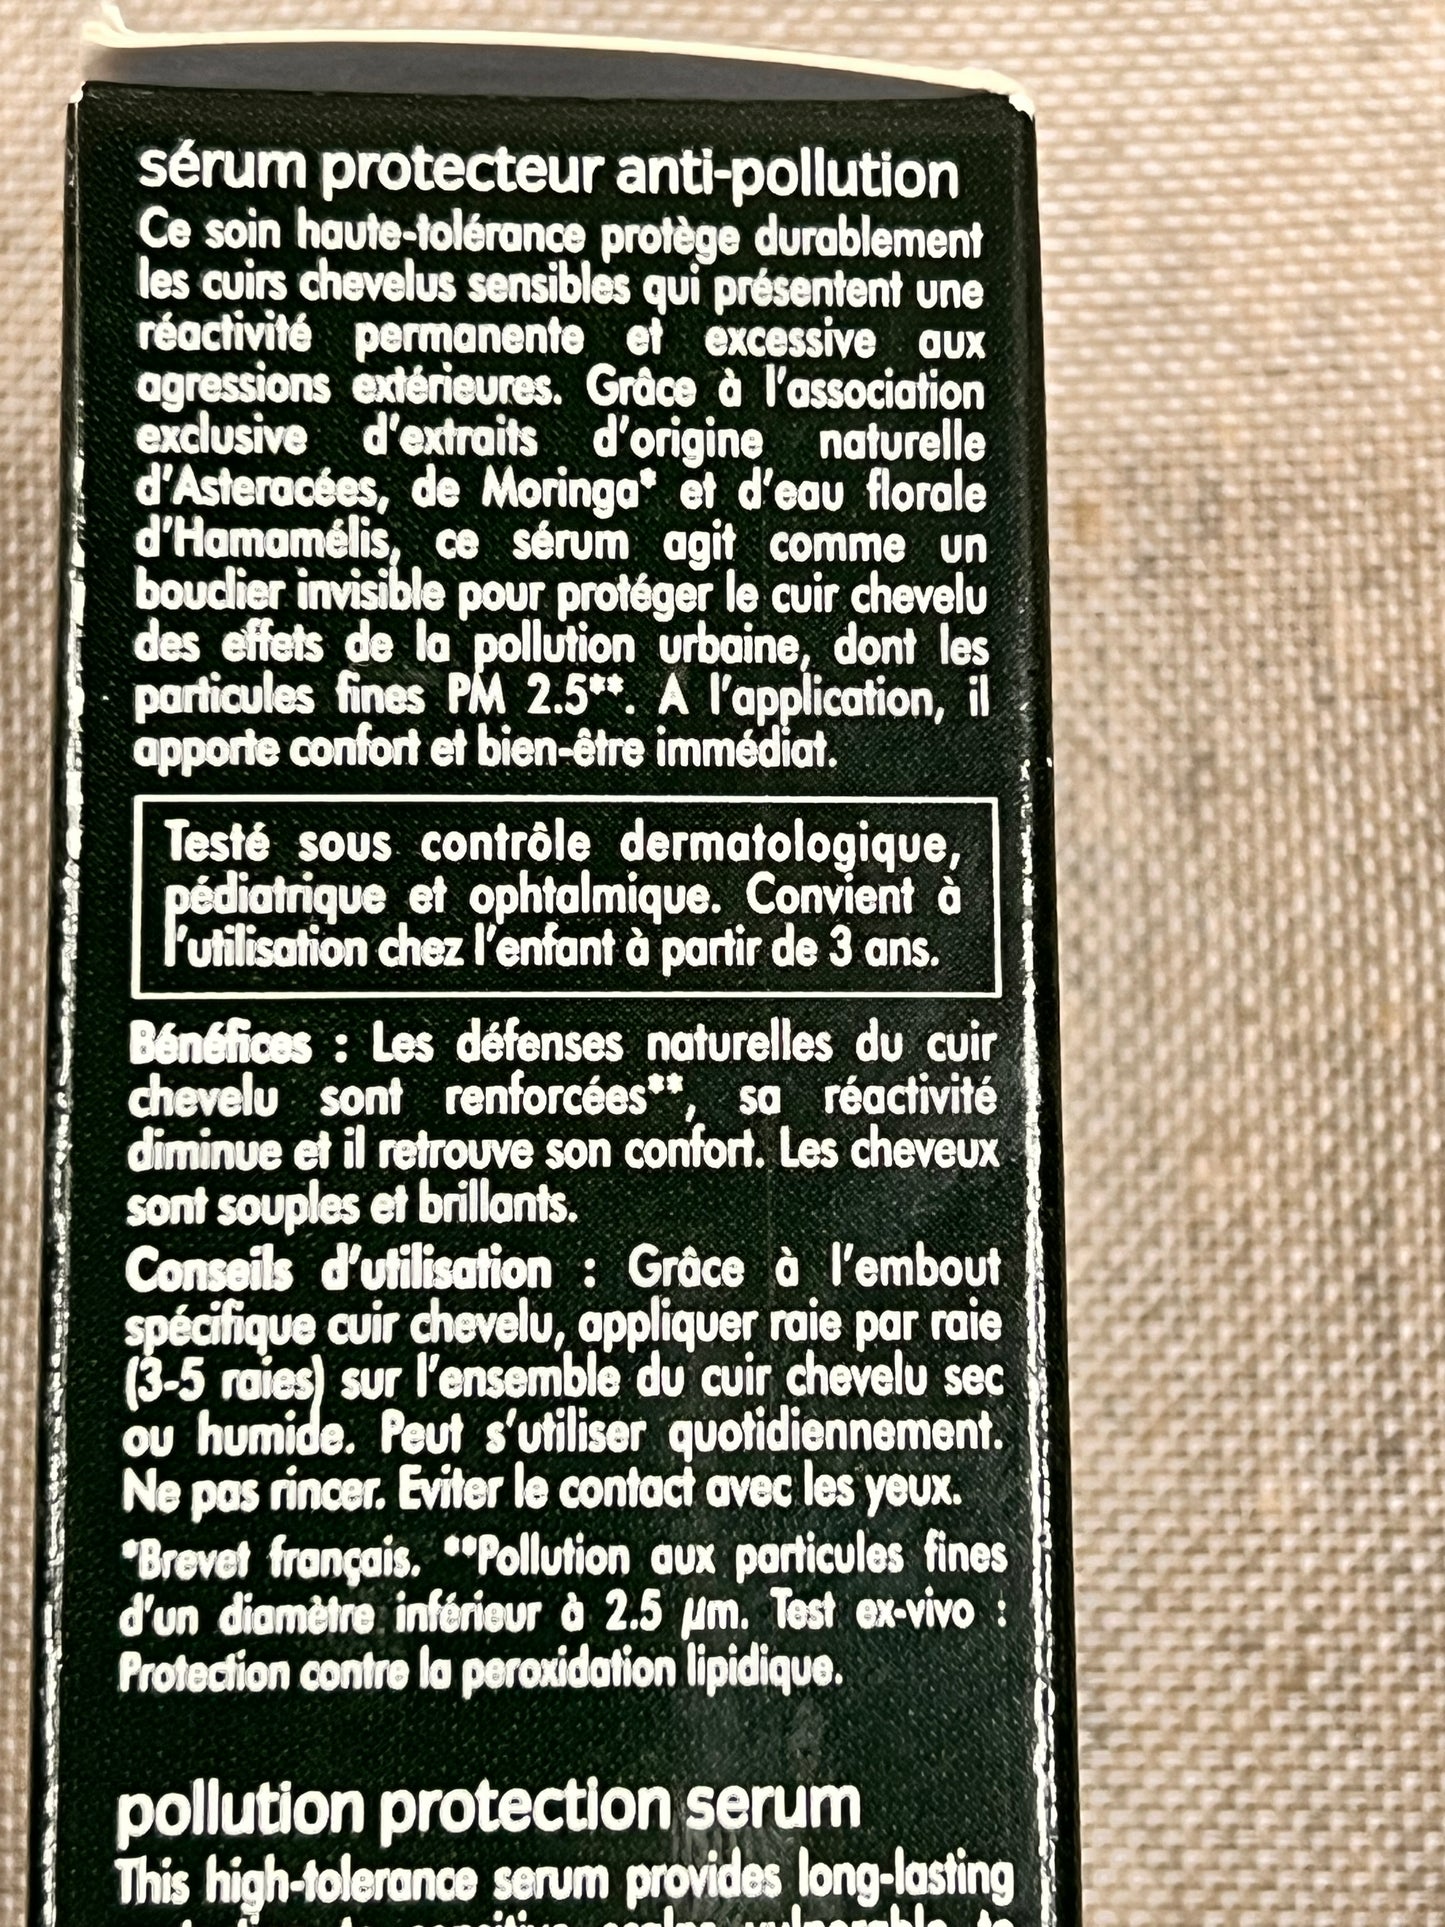 sérum protecteur anti-pollution
Ce soin haute-tolérance protège durablement
les cuirs chevelus sensibles qui présentent une
réactivité permanente et excessive aux
agressions extérieures. Grâce à l'association
exclusive d'extraits d'origine naturelle
d'Asteracées, de Moringa* et d'eau florale
d'Hamamélis, ce sérum agit comme un
bouclier invisible pour protéger le cuir chevelu
des effets de la pollution urbaine, dont les
particules fines PM 2.5**. A l'application, il
apporte confort et bien-être immédiat.
Testé sous contrôle dermatologique,
pédiatrique et ophtalmique. Convient à
l'utilisation chez l'enfant à partir de 3 ans.
Bénéfices : Les défenses naturelles du cuir
chevelu sont renforcées**, sa réactivité
diminue et il retrouve son confort. Les cheveux
sont souples et brillants.
Conseils d'utilisation : Grâce à l'embout
spécifique cuir chevelu, appliquer raie par raie
(3-5 raies) sur l'ensemble du cuir chevelu sec
ou humide. Peut s'utiliser quotidiennement.
Ne pas rincer. Eviter le contact avec les yeux.
*Brevet français. **Pollution aux particules fines
d'un diamètre inférieur à 2.5 µm. Test ex-vivo :
Protection contre la peroxidation lipidique.
pollution protection serum
This high-tolerance serum provides long-lasting
sensitive scalps vulnerable to